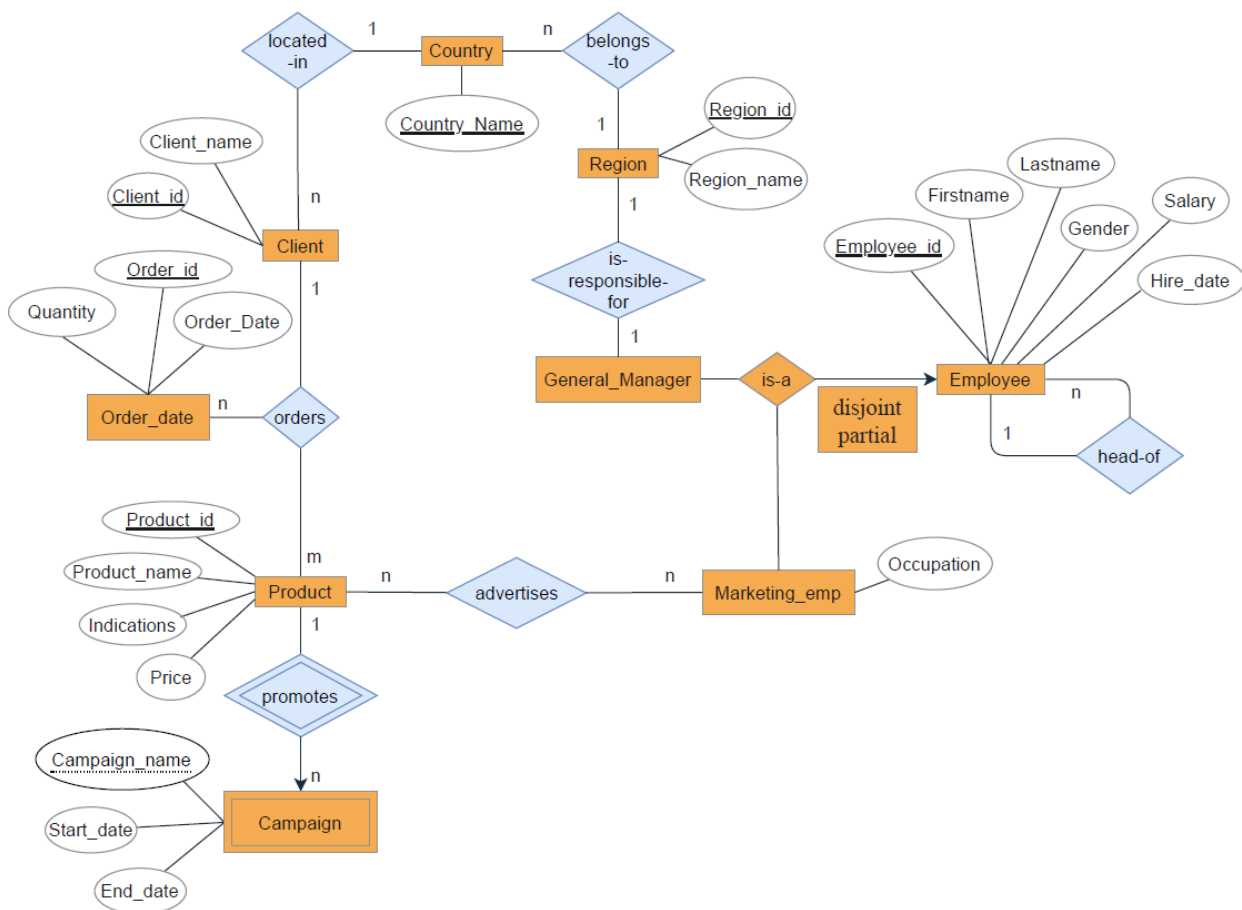 located
-in
1
Country
n
belongs
-to
Country_Name
1
Region_id
Region
Region_name
Client_name
Client_id
n
Client
1
Lastname
Firstname
Salary
Gender
Employee_id
Hire_date
1
is-
responsible-
for
1
Order_id
Quantity
Order_Date
Order_date
n
orders
General_Manager
is-a
disjoint
partial
Employee
n
1
head-of
Product_id
m
Product_name
Product
n
advertises
n
Marketing_emp
Occupation
Indications
1
Price
promotes
n
Campaign_name
Campaign
Start_date
End_date